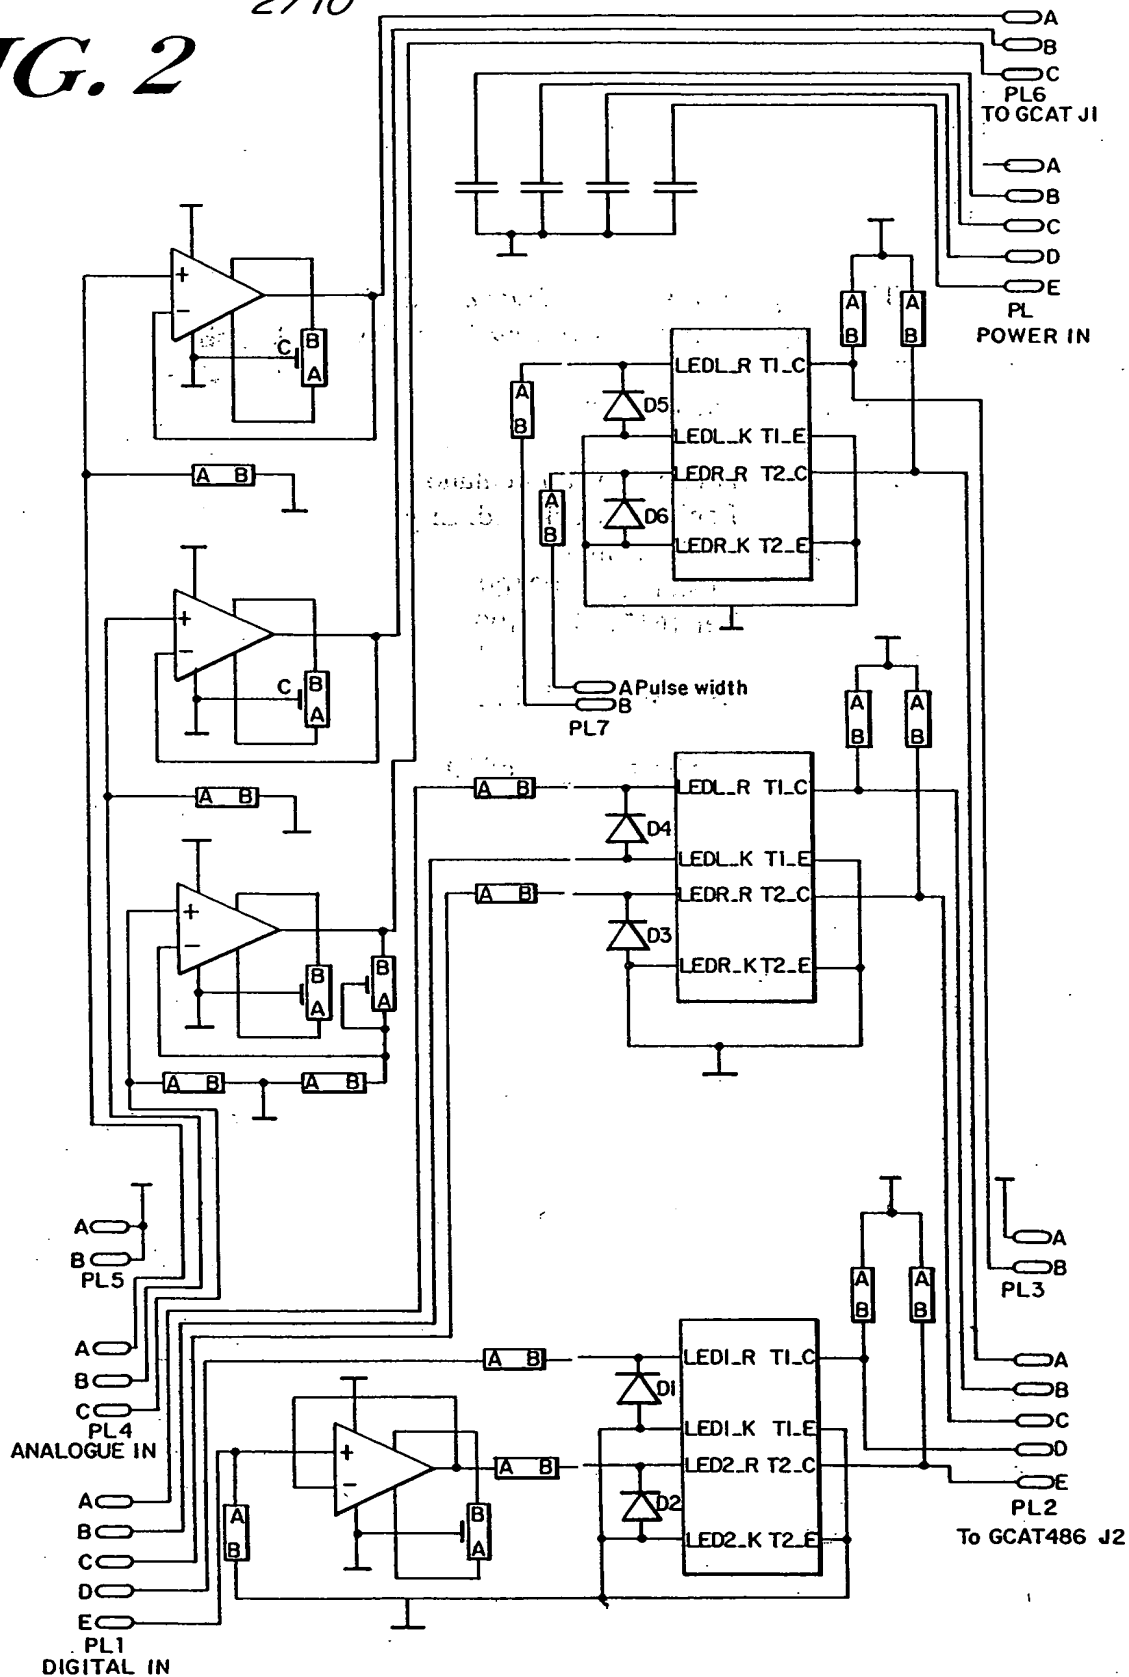 2/10
IG. 2
A
B
C
PL6
TO GCAT J1
A
B
C
D
E
PL
POWER IN
+
−
C
B
A
A B
+
−
C
B
A
A B
+
−
B
A
B
A
A B
A B
A
B
A
B
LEDL_R T1_C
LEDL_K T1_E
LEDR_R T2_C
LEDR_K T2_E
D5
D6
A
B
A
B
A Pulse width
B
PL7
A
B
A
B
A B
A B
LEDL_R T1_C
LEDL_K T1_E
LEDR_R T2_C
LEDR_K T2_E
D4
D3
A
B
PL5
A
B
C
PL4
ANALOGUE IN
A
B
C
D
E
PL1
DIGITAL IN
A
B
A
B
A B
LED1_R T1_C
LED1_K T1_E
LED2_R T2_C
LED2_K T2_E
D1
D2
+
−
A B
B
A
A
B
A
B
PL3
A
B
C
D
E
PL2
To GCAT486 J2